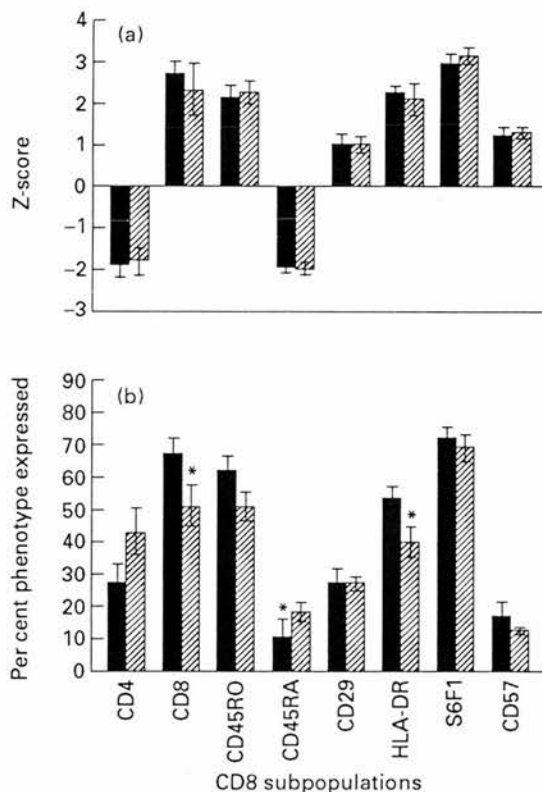 (a)
Z-score
4
3
2
1
0
−1
−2
−3
(b)
Per cent phenotype expressed
90
80
70
60
50
40
30
20
10
0
*
*
*
CD4
CD8
CD45RO
CD45RA
CD29
HLA-DR
S6F1
CD57
CD8 subpopulations